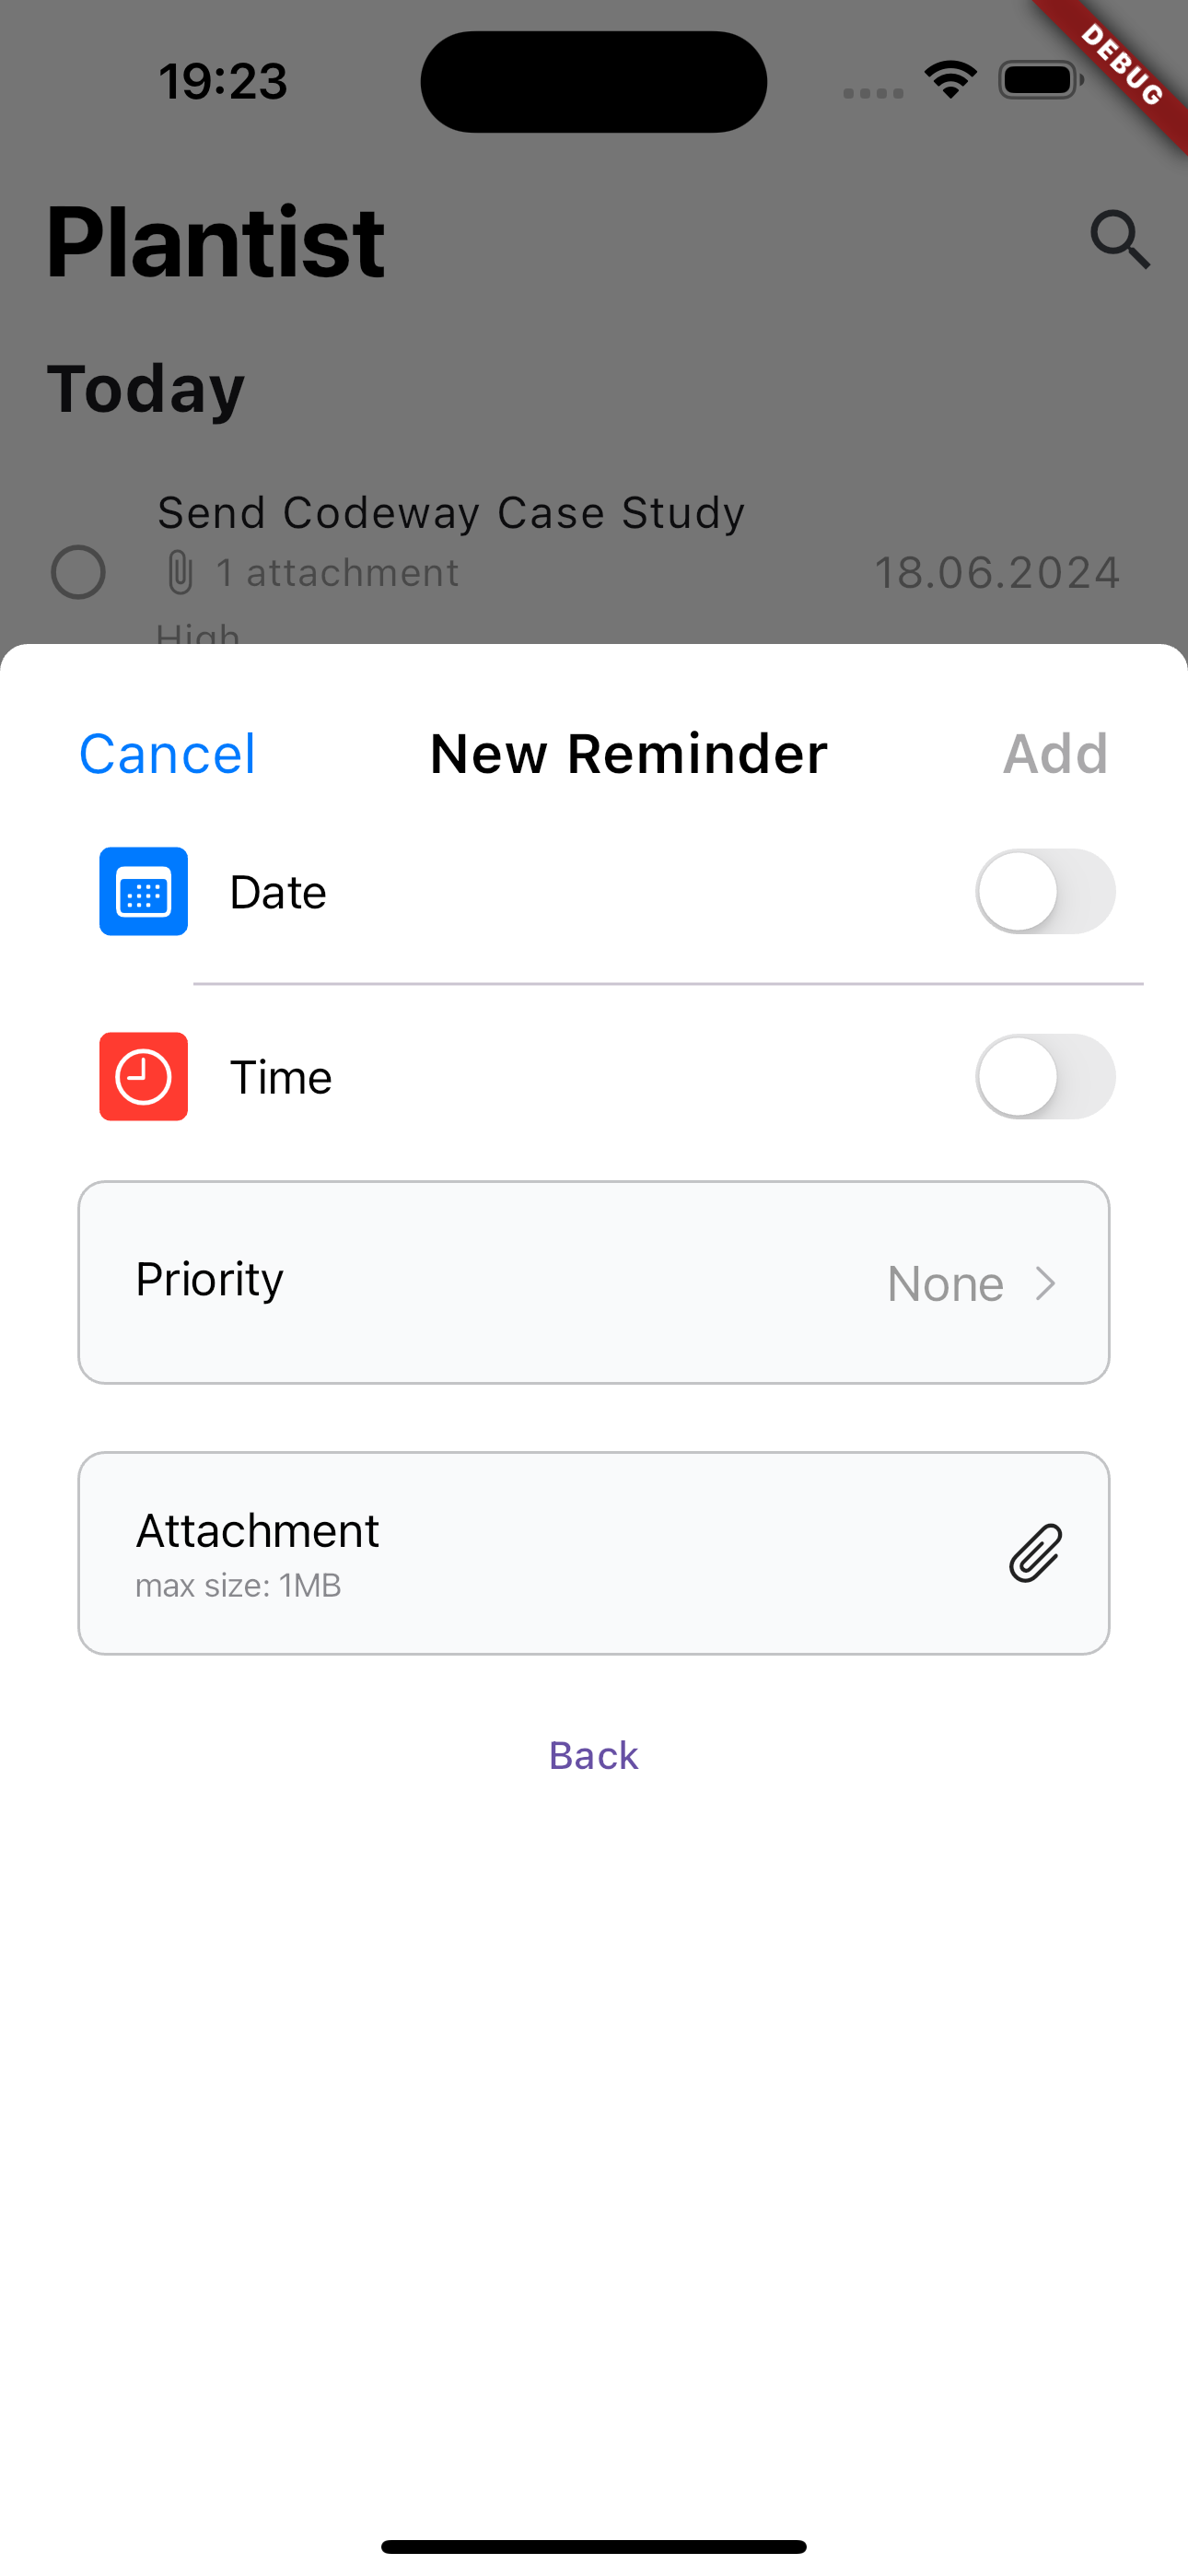 19:23
DEBUG
Plantist
Today
Send Codeway Case Study
1 attachment
18.06.2024
High
Cancel
New Reminder
Add
Date
Time
Priority
None
Attachment
max size: 1MB
Back